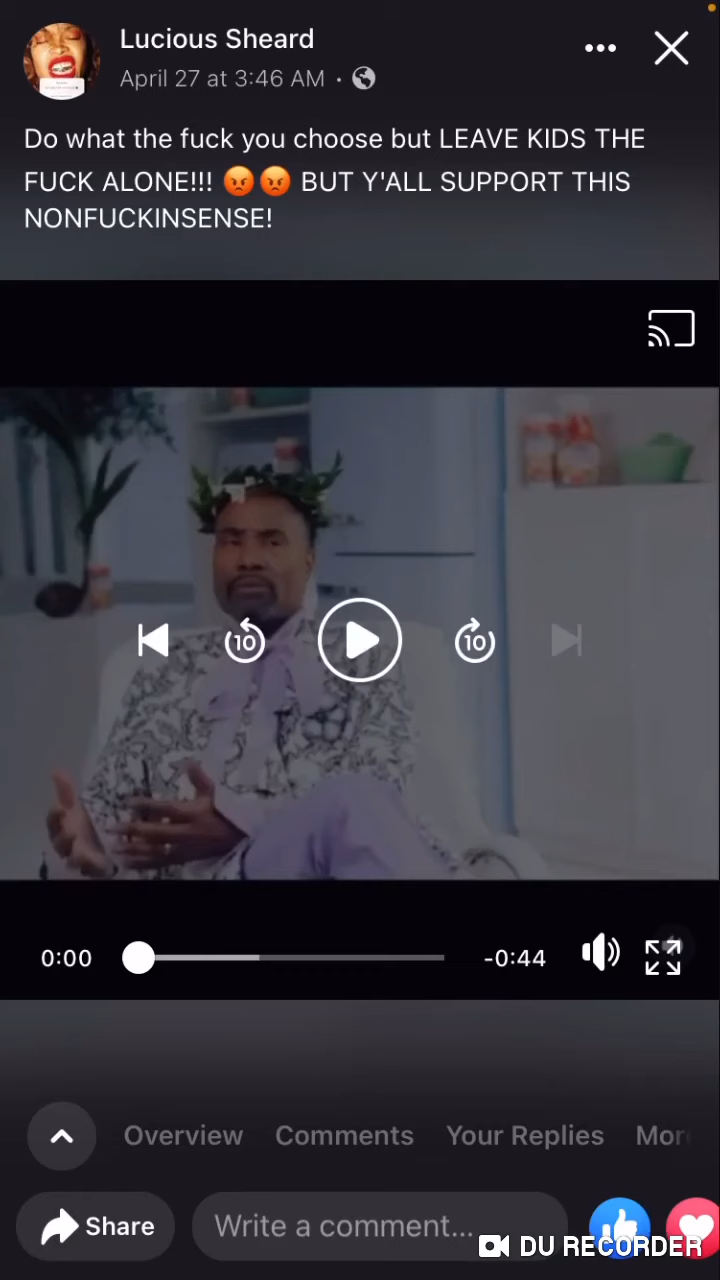 Lucious Sheard
April 27 at 3:46 AM ·
Do what the fuck you choose but LEAVE KIDS THE
FUCK ALONE!!! 😡😡 BUT Y'ALL SUPPORT THIS
NONFUCKINSENSE!
10
10
0:00
-0:44
Overview Comments Your Replies Mor
Share
Write a comment...
DU RECORDER